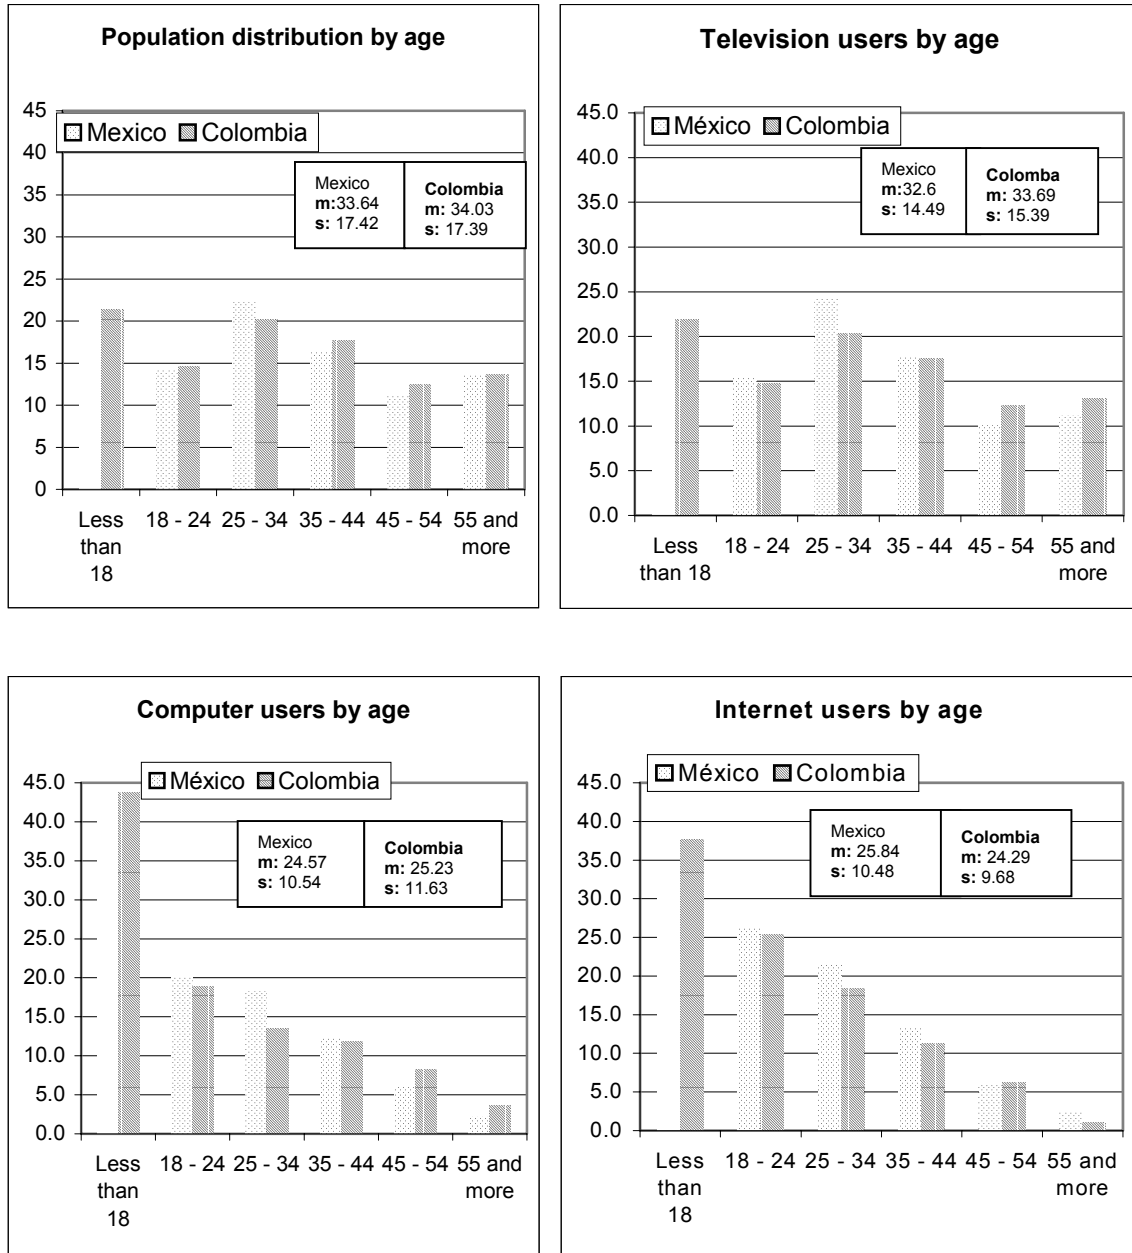 Population distribution by age
45
40
35
30
25
20
15
10
5
0
Mexico Colombia
Mexico
m:33.64
s: 17.42
Colombia
m: 34.03
s: 17.39
Less than 18
18 - 24 25 - 34 35 - 44 45 - 54 55 and more
Television users by age
45.0
40.0
35.0
30.0
25.0
20.0
15.0
10.0
5.0
0.0
México Colombia
Mexico
m:32.6
s: 14.49
Colomba
m: 33.69
s: 15.39
Less than 18
18 - 24 25 - 34 35 - 44 45 - 54 55 and more
Computer users by age
45.0
40.0
35.0
30.0
25.0
20.0
15.0
10.0
5.0
0.0
México Colombia
Mexico
m: 24.57
s: 10.54
Colombia
m: 25.23
s: 11.63
Less than 18
18 - 24 25 - 34 35 - 44 45 - 54 55 and more
Internet users by age
45.0
40.0
35.0
30.0
25.0
20.0
15.0
10.0
5.0
0.0
México Colombia
Mexico
m: 25.84
s: 10.48
Colombia
m: 24.29
s: 9.68
Less than 18
18 - 24 25 - 34 35 - 44 45 - 54 55 and more